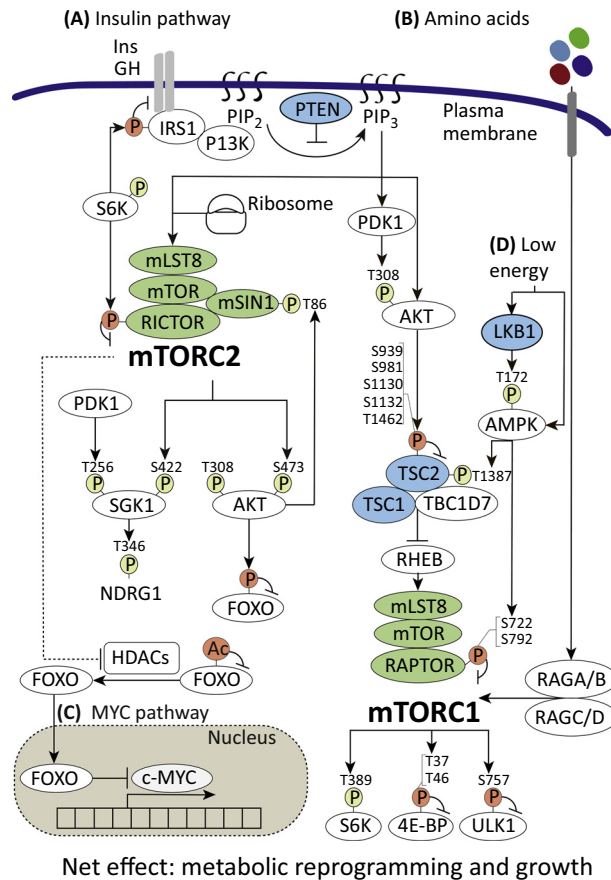 (A) Insulin pathway
(B) Amino acids
Ins
GH
PIP2
PTEN
PIP3
Plasma
membrane
P
IRS1
P13K
S6K
P
Ribosome
PDK1
(D) Low
energy
mLST8
mTOR
mSIN1
P
T86
RICTOR
P
T308
P
AKT
LKB1
T172
P
AMPK
mTORC2
S939
S981
S1130
S1132
T1462
P
PDK1
T256
S422
T308
S473
P
P
P
P
SGK1
AKT
TSC2
P
T1387
TSC1
TBC1D7
T346
P
NDRG1
P
FOXO
RHEB
mLST8
mTOR
RAPTOR
P
S722
S792
HDACs
Ac
FOXO
FOXO
RAGA/B
RAGC/D
mTORC1
(C) MYC pathway
Nucleus
FOXO
c-MYC
T389
T37
T46
S757
P
P
P
S6K
4E-BP
ULK1
Net effect: metabolic reprogramming and growth